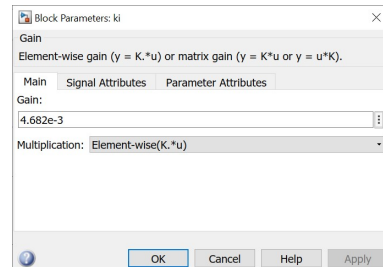 Block Parameters: ki
Gain
Element-wise gain (y = K.*u) or matrix gain (y = K*u or y = u*K).
Main Signal Attributes Parameter Attributes
Gain:
4.682e-3
Multiplication: Element-wise(K.*u)
OK Cancel Help Apply